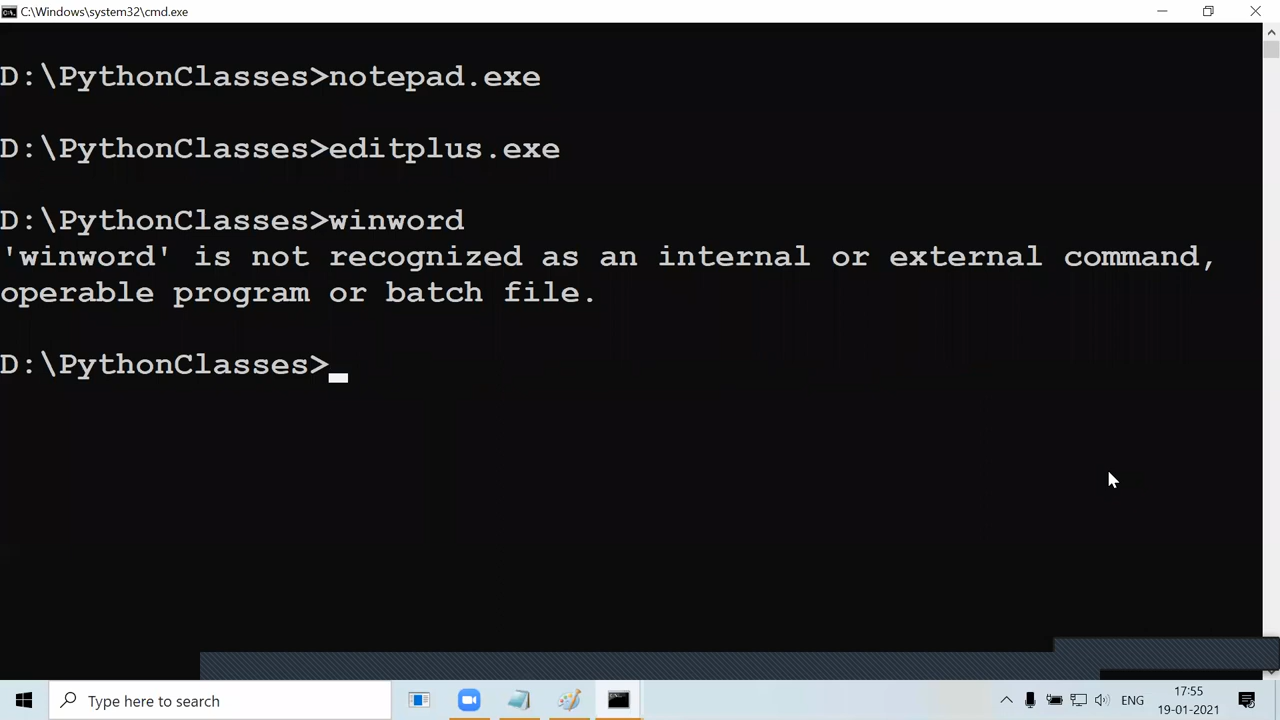 C:\Windows\system32\cmd.exe
D:\PythonClasses>notepad.exe
D:\PythonClasses>editplus.exe
D:\PythonClasses>winword
'winword' is not recognized as an internal or external command,
operable program or batch file.
D:\PythonClasses>
Type here to search
ENG
17:55
19-01-2021